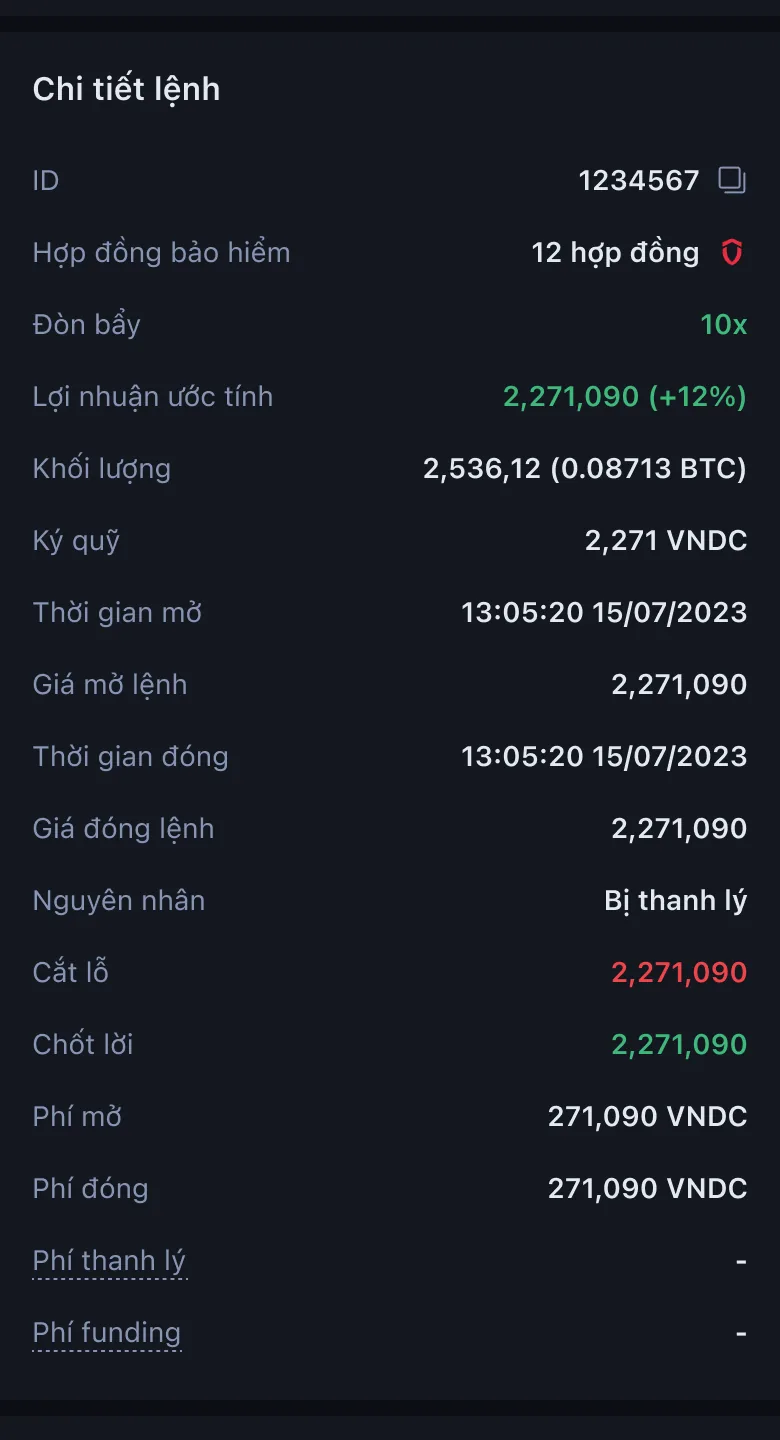 Chi tiết lệnh
ID 1234567
Hợp đồng bảo hiểm 12 hợp đồng
Đòn bẩy 10x
Lợi nhuận ước tính 2,271,090 (+12%)
Khối lượng 2,536,12 (0.08713 BTC)
Ký quỹ 2,271 VNDC
Thời gian mở 13:05:20 15/07/2023
Giá mở lệnh 2,271,090
Thời gian đóng 13:05:20 15/07/2023
Giá đóng lệnh 2,271,090
Nguyên nhân Bị thanh lý
Cắt lỗ 2,271,090
Chốt lời 2,271,090
Phí mở 271,090 VNDC
Phí đóng 271,090 VNDC
Phí thanh lý -
Phí funding -